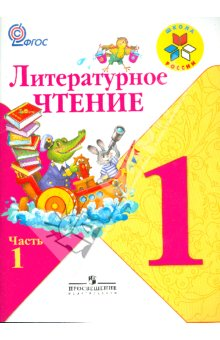 ФГОС
ШКОЛА
РОССИИ
Литературное
ЧТЕНИЕ
1
Часть
1
ПРОСВЕЩЕНИЕ